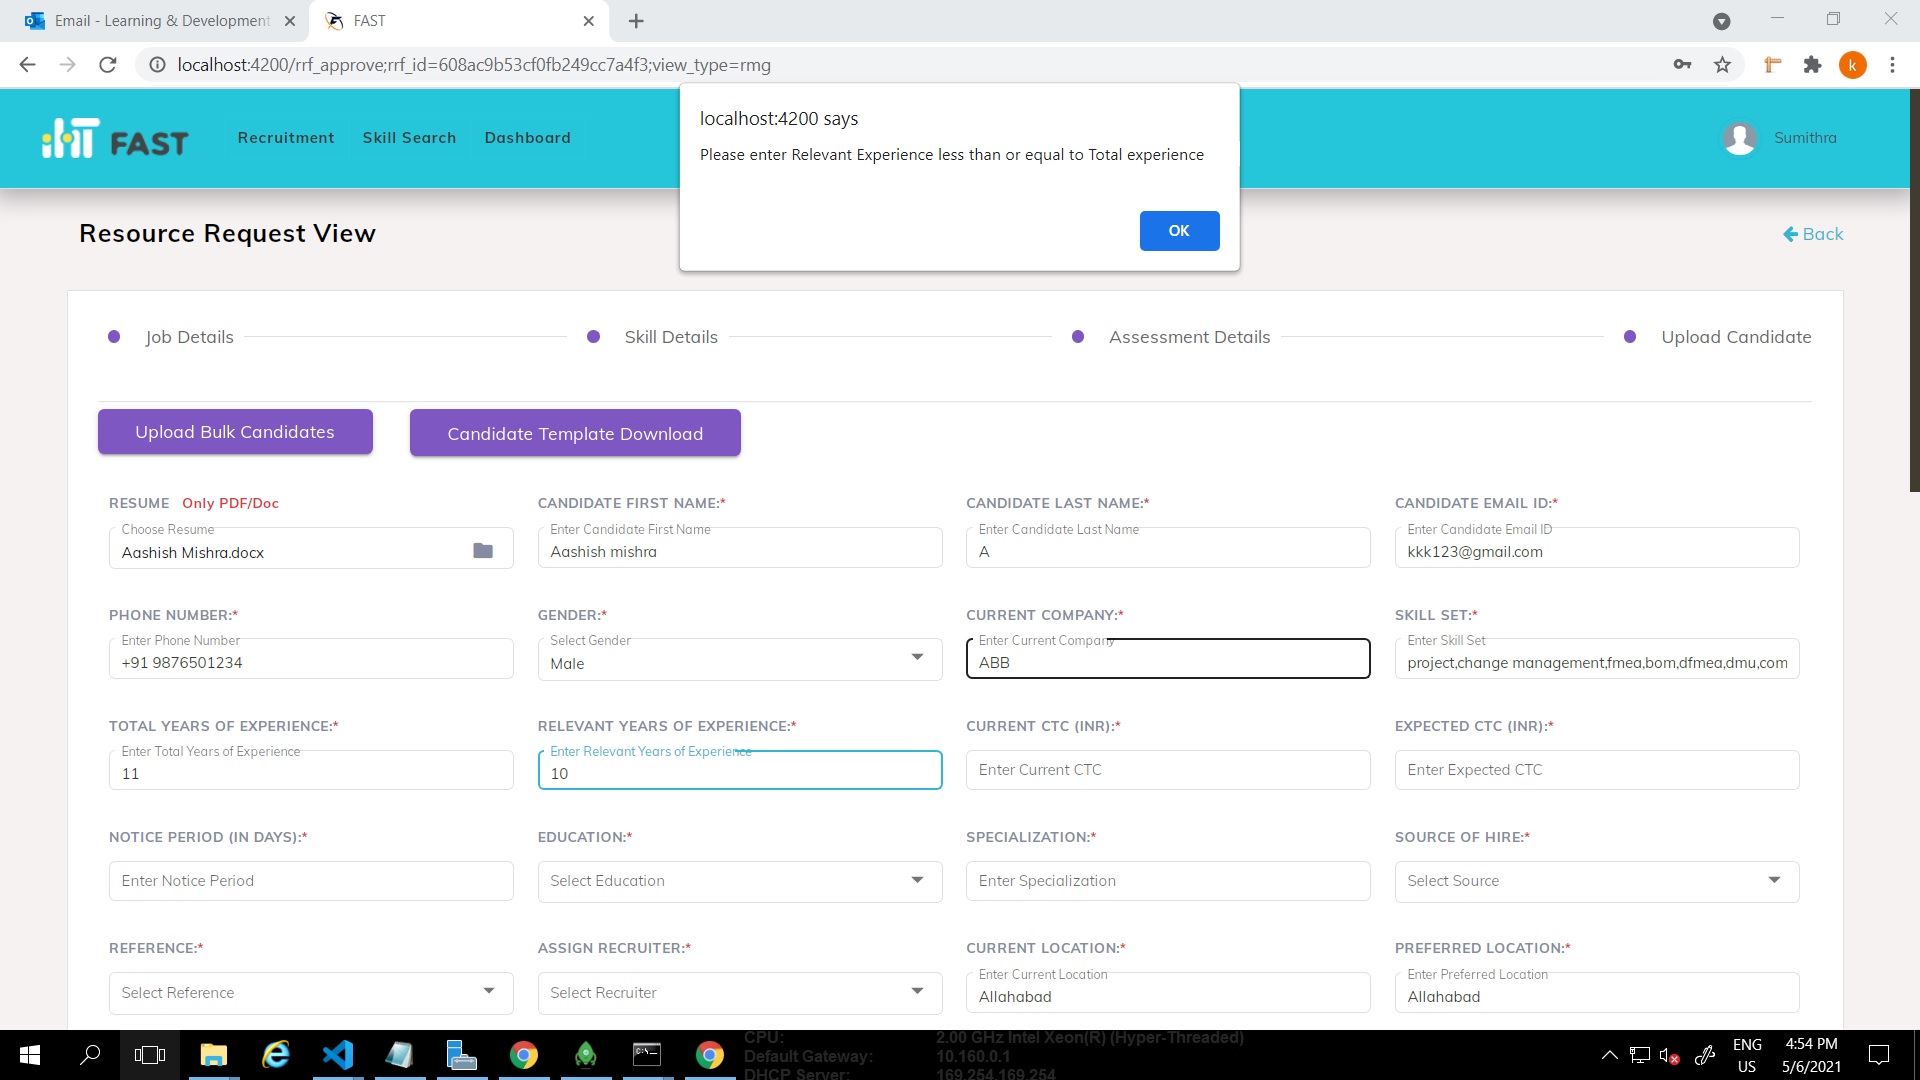 Email - Learning & Development
FAST
localhost:4200/rrf_approve;rrf_id=608ac9b53cf0fb249cc7a4f3;view_type=rmg
k
localhost:4200 says
Please enter Relevant Experience less than or equal to Total experience
OK
iHT FAST
Recruitment
Skill Search
Dashboard
Sumithra
Resource Request View
Back
Job Details
Skill Details
Assessment Details
Upload Candidate
Upload Bulk Candidates
Candidate Template Download
RESUME Only PDF/Doc
CANDIDATE FIRST NAME:*
CANDIDATE LAST NAME:*
CANDIDATE EMAIL ID:*
Choose Resume
Enter Candidate First Name
Enter Candidate Last Name
Enter Candidate Email ID
Aashish Mishra.docx
Aashish mishra
A
kkk123@gmail.com
PHONE NUMBER:*
GENDER:*
CURRENT COMPANY:*
SKILL SET:*
Enter Phone Number
Select Gender
Enter Current Company
Enter Skill Set
+91 9876501234
Male
ABB
project,change management,fmea,bom,dfmea,dmu,com
TOTAL YEARS OF EXPERIENCE:*
RELEVANT YEARS OF EXPERIENCE:*
CURRENT CTC (INR):*
EXPECTED CTC (INR):*
Enter Total Years of Experience
Enter Relevant Years of Experience
11
10
Enter Current CTC
Enter Expected CTC
NOTICE PERIOD (IN DAYS):*
EDUCATION:*
SPECIALIZATION:*
SOURCE OF HIRE:*
Enter Notice Period
Select Education
Enter Specialization
Select Source
REFERENCE:*
ASSIGN RECRUITER:*
CURRENT LOCATION:*
PREFERRED LOCATION:*
Enter Current Location
Enter Preferred Location
Select Reference
Select Recruiter
Allahabad
Allahabad
CPU: 2.00 GHz Intel Xeon(R) (Hyper-Threaded)
Default Gateway: 10.160.0.1
DHCP Server: 169.254.169.254
ENG
US
4:54 PM
5/6/2021